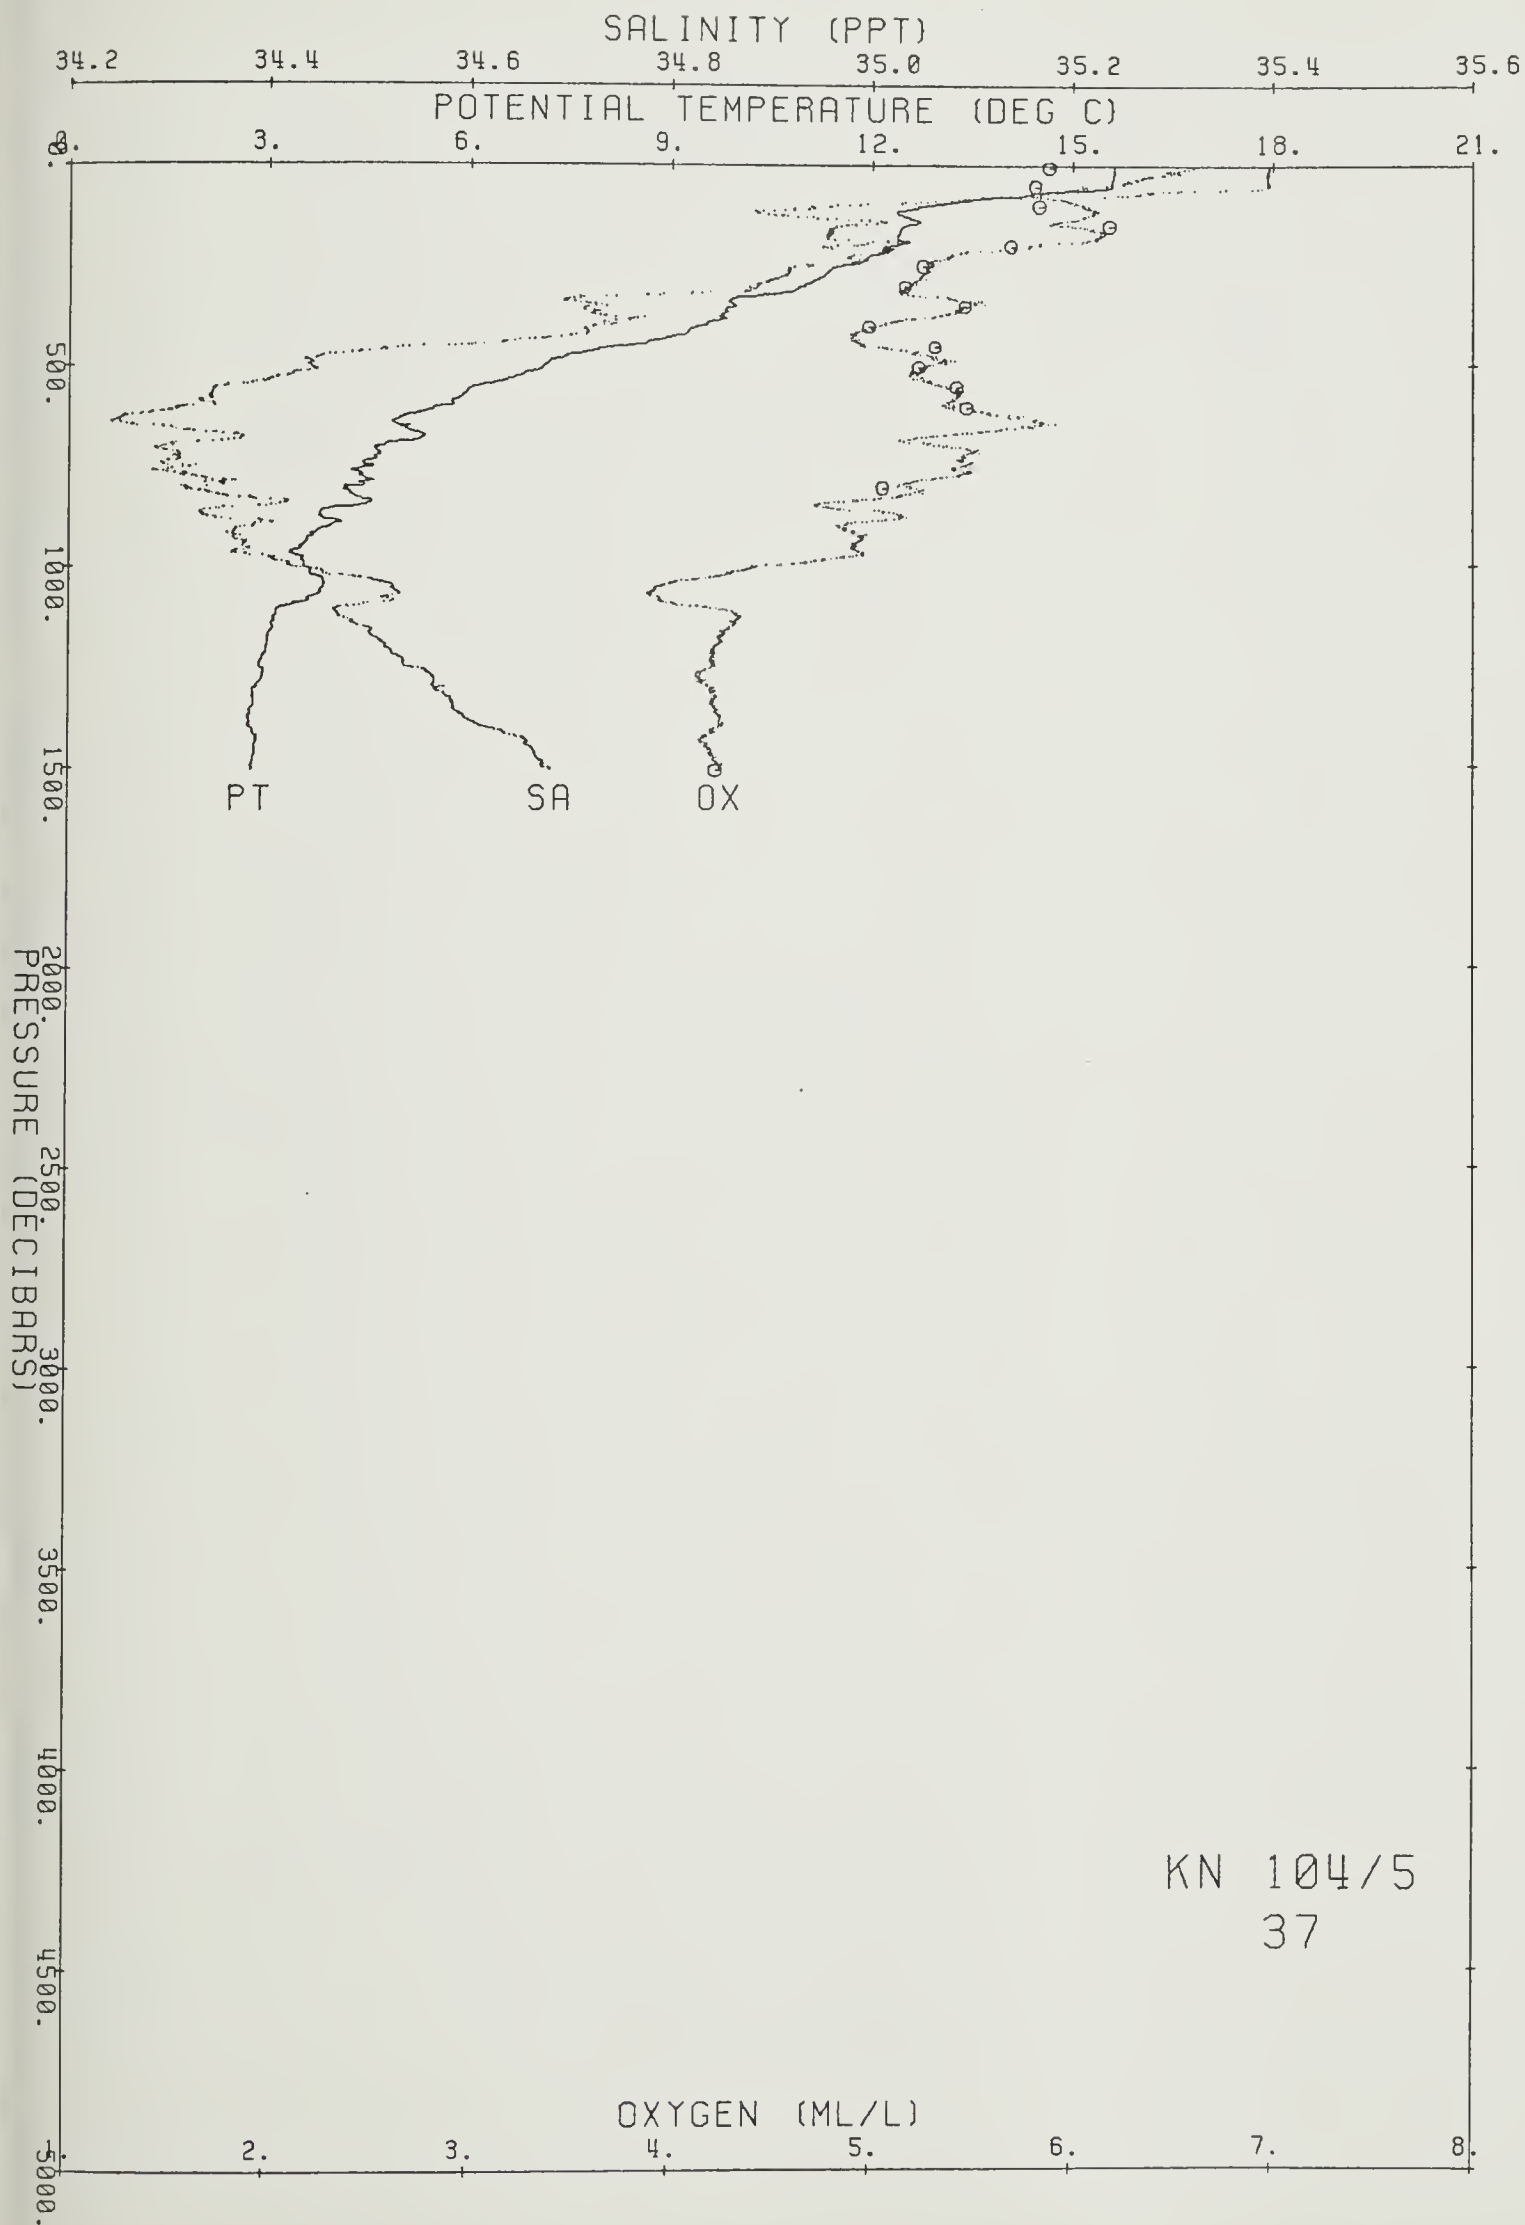 SALINITY (PPT)
34.2 34.4 34.6 34.8 35.0 35.2 35.4 35.6
POTENTIAL TEMPERATURE (DEG C)
0. 3. 6. 9. 12. 15. 18. 21.
0.
500.
1000.
1500.
2000.
2500.
3000.
3500.
4000.
4500.
5000.
PRESSURE (DECIBARS)
PT SA OX
KN 104/5
37
OXYGEN (ML/L)
2. 3. 4. 5. 6. 7. 8.